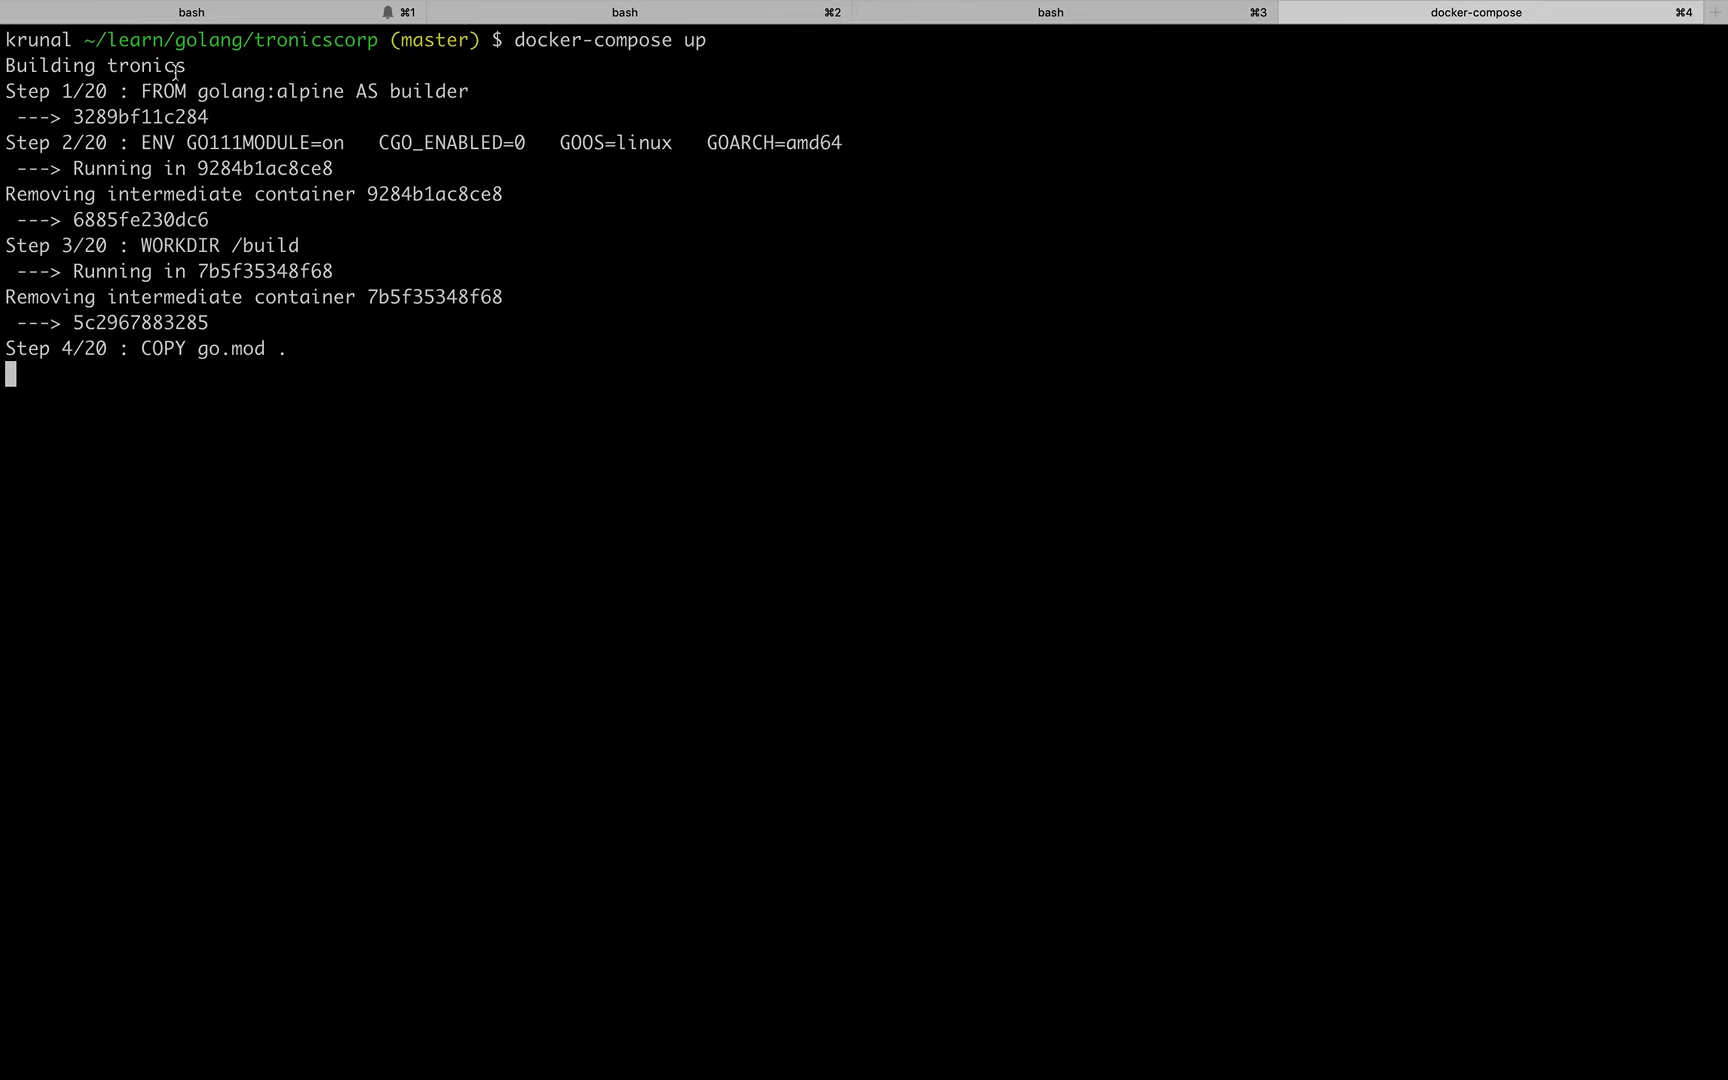 bash ⌘1 bash ⌘2 bash ⌘3 docker-compose ⌘4 +
krunal ~/learn/golang/tronicscorp (master) $ docker-compose up
Building tronics
Step 1/20 : FROM golang:alpine AS builder
 ---> 3289bf11c284
Step 2/20 : ENV GO111MODULE=on   CGO_ENABLED=0   GOOS=linux   GOARCH=amd64
 ---> Running in 9284b1ac8ce8
Removing intermediate container 9284b1ac8ce8
 ---> 6885fe230dc6
Step 3/20 : WORKDIR /build
 ---> Running in 7b5f35348f68
Removing intermediate container 7b5f35348f68
 ---> 5c2967883285
Step 4/20 : COPY go.mod .